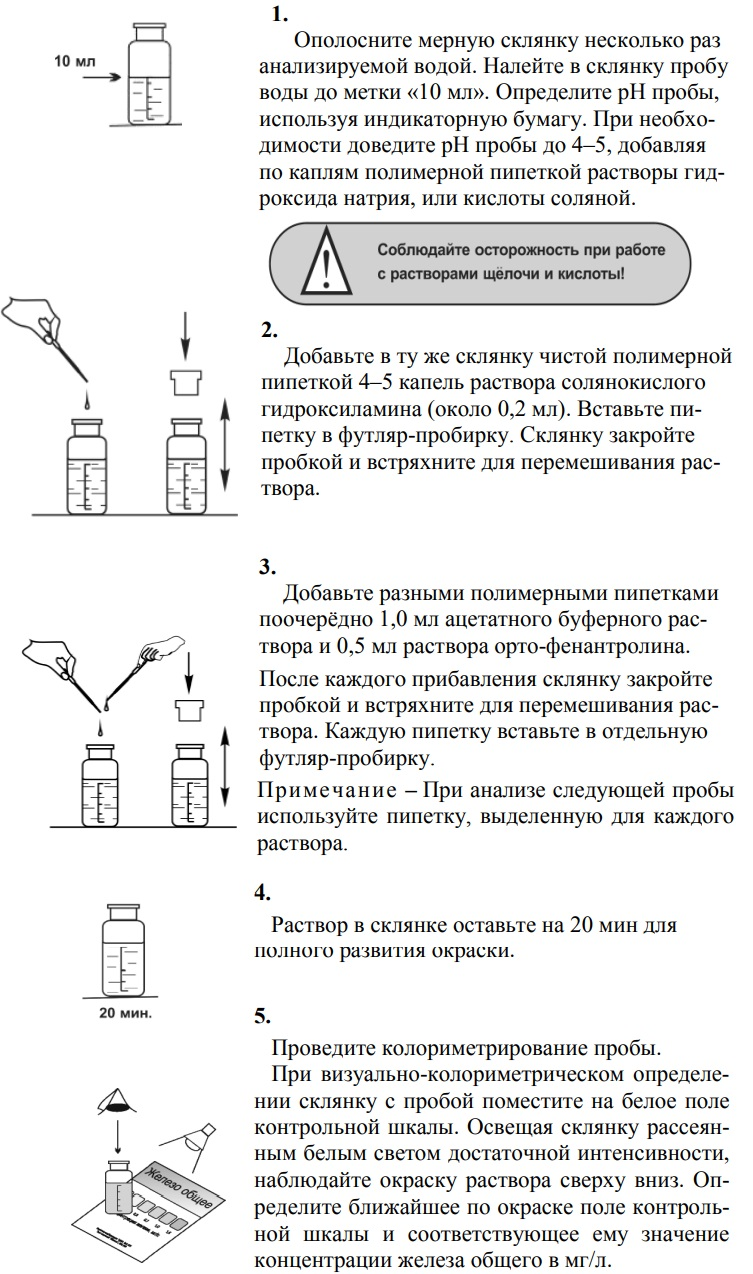 1.
Ополосните мерную склянку несколько раз
10 мл
анализируемой водой. Налейте в склянку пробу
воды до метки «10 мл». Определите pH пробы,
используя индикаторную бумагу. При необхо-
димости доведите pH пробы до 4–5, добавляя
по каплям полимерной пипеткой растворы гид-
роксида натрия, или кислоты соляной.
Соблюдайте осторожность при работе
с растворами щёлочи и кислоты!
2.
Добавьте в ту же склянку чистой полимерной
пипеткой 4–5 капель раствора солянокислого
гидроксиламина (около 0,2 мл). Вставьте пи-
петку в футляр-пробирку. Склянку закройте
пробкой и встряхните для перемешивания рас-
твора.
3.
Добавьте разными полимерными пипетками
поочерёдно 1,0 мл ацетатного буферного рас-
твора и 0,5 мл раствора орто-фенантролина.
После каждого прибавления склянку закройте
пробкой и встряхните для перемешивания рас-
твора. Каждую пипетку вставьте в отдельную
футляр-пробирку.
Примечание – При анализе следующей пробы
используйте пипетку, выделенную для каждого
раствора.
4.
Раствор в склянке оставьте на 20 мин для
полного развития окраски.
20 мин.
5.
Проведите колориметрирование пробы.
При визуально-колориметрическом определе-
нии склянку с пробой поместите на белое поле
контрольной шкалы. Освещая склянку рассеян-
ным белым светом достаточной интенсивности,
наблюдайте окраску раствора сверху вниз. Оп-
ределите ближайшее по окраске поле контроль-
ной шкалы и соответствующее ему значение
концентрации железа общего в мг/л.
Железо общее